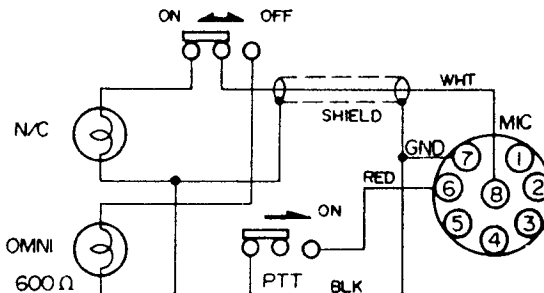 ON OFF
WHT
N/C
SHIELD
MIC
GND
7 1
RED
6 8 2
ON
5 3
4
OMNI
600Ω
PTT
BLK